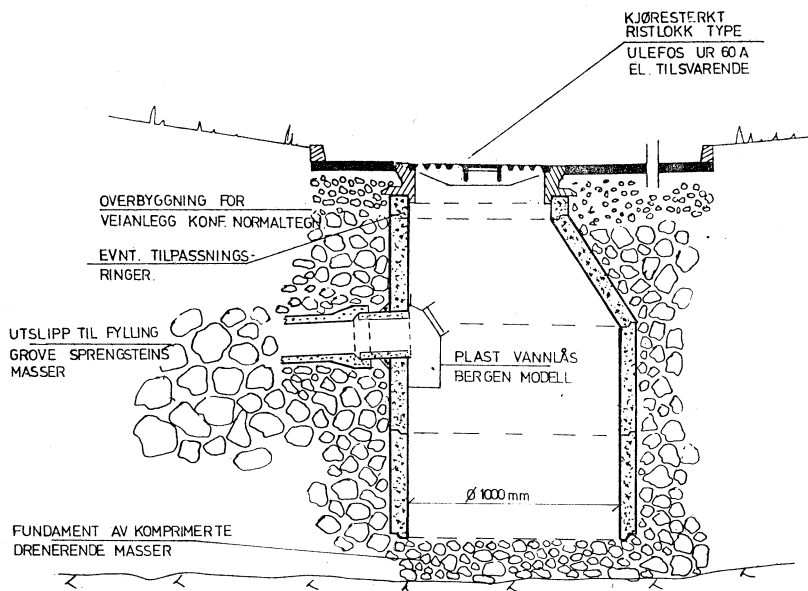 KJØRESTERKT
RISTLOKK TYPE
ULEFOS UR 60 A
EL. TILSVARENDE
OVERBYGNING FOR
VEIANLEGG KONF. NORMALTEGN
EVNT. TILPASSNINGS-
RINGER.
UTSLIPP TIL FYLLING
GROVE SPRENGSTEINS
MASSER
PLAST VANNLÅS
BERGEN MODELL
Ø 1000 mm
FUNDAMENT AV KOMPRIMERTE
DRENERENDE MASSER